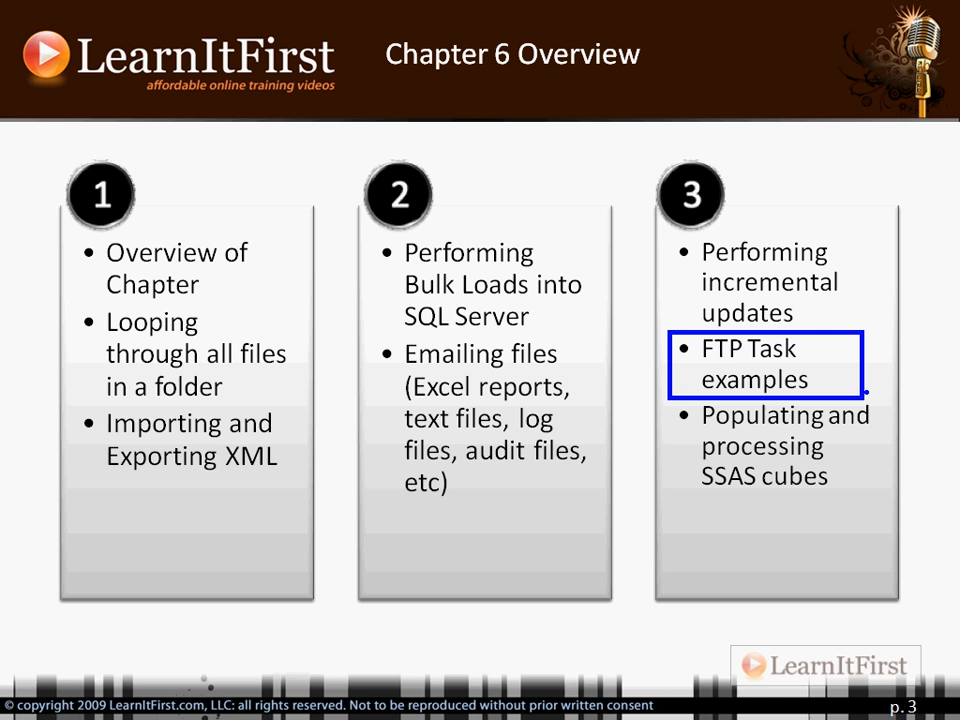 LearnItFirst
affordable online training videos
Chapter 6 Overview
1
• Overview of
Chapter
• Looping
through all files
in a folder
• Importing and
Exporting XML
2
• Performing
Bulk Loads into
SQL Server
• Emailing files
(Excel reports,
text files, log
files, audit files,
etc)
3
• Performing
incremental
updates
• FTP Task
examples
• Populating and
processing
SSAS cubes
LearnItFirst
© copyright 2009 LearnItFirst.com, LLC: all rights reserved. Not to be reproduced without prior written consent
p. 3